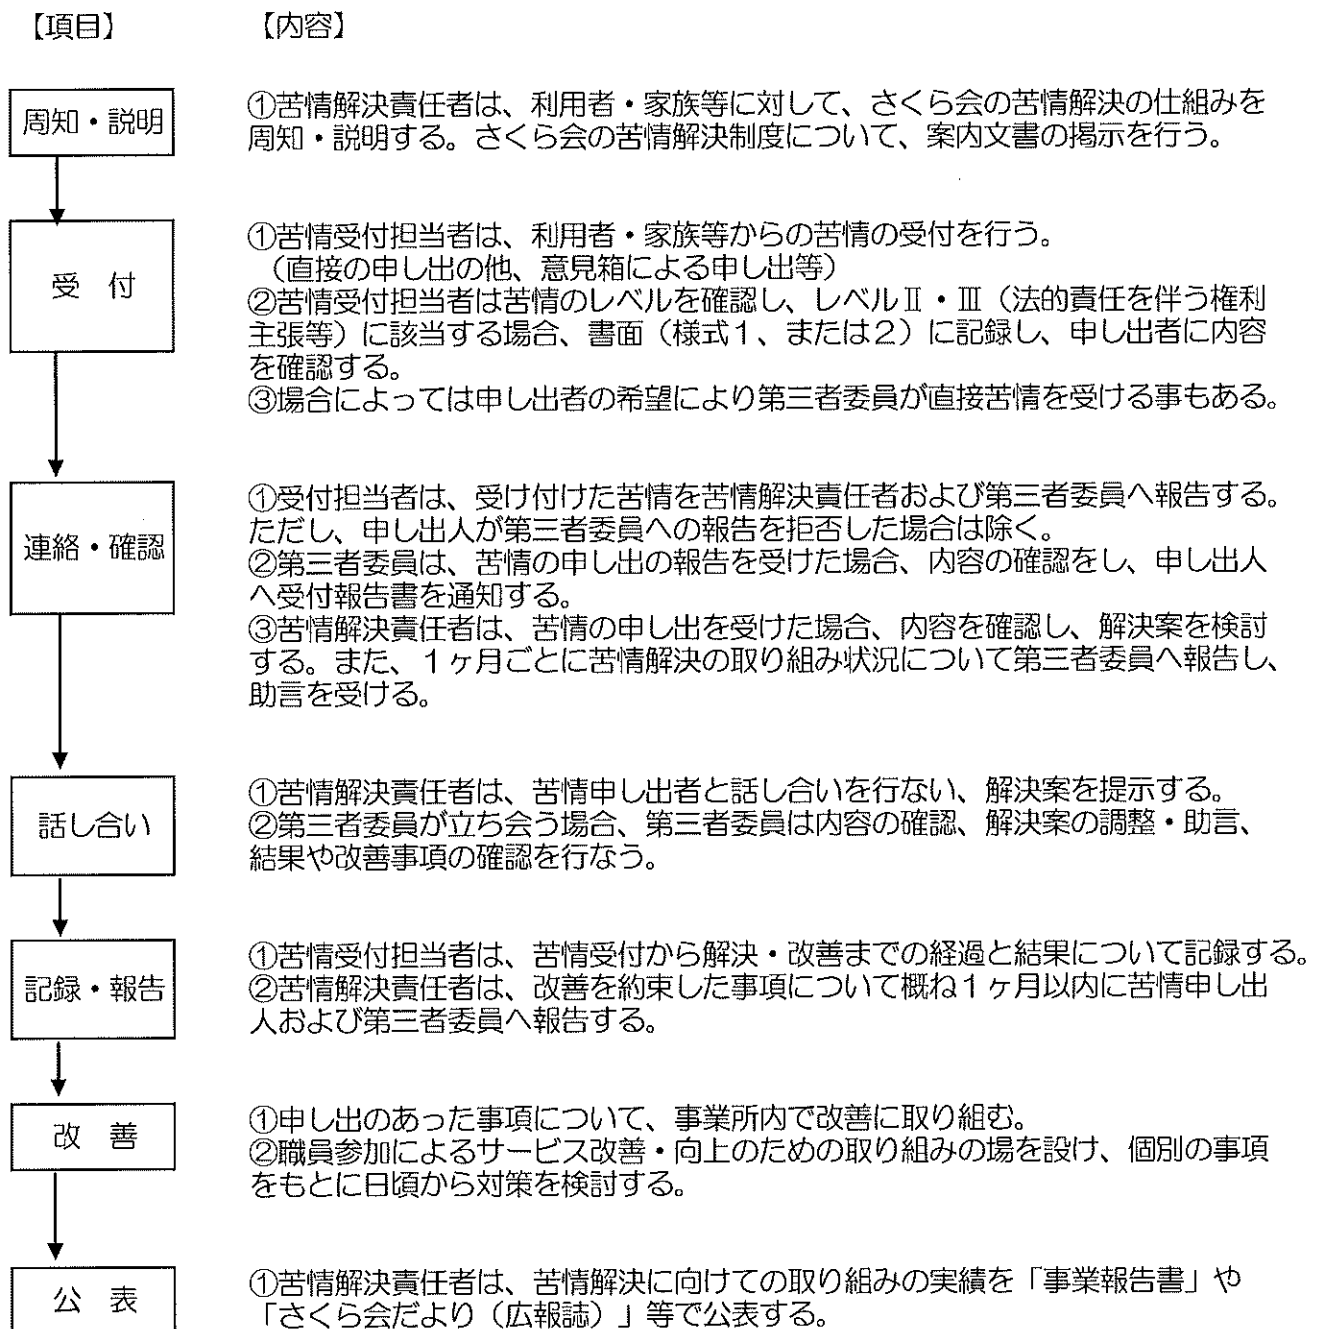 【項目】 【内容】
周知・説明
①苦情解決責任者は、利用者・家族等に対して、さくら会の苦情解決の仕組みを
周知・説明する。さくら会の苦情解決制度について、案内文書の掲示を行う。
受 付
①苦情受付担当者は、利用者・家族等からの苦情の受付を行う。
（直接の申し出の他、意見箱による申し出等）
②苦情受付担当者は苦情のレベルを確認し、レベルⅡ・Ⅲ（法的責任を伴う権利
主張等）に該当する場合、書面（様式１、または２）に記録し、申し出者に内容
を確認する。
③場合によっては申し出者の希望により第三者委員が直接苦情を受ける事もある。
連絡・確認
①受付担当者は、受け付けた苦情を苦情解決責任者および第三者委員へ報告する。
ただし、申し出人が第三者委員への報告を拒否した場合は除く。
②第三者委員は、苦情の申し出の報告を受けた場合、内容の確認をし、申し出人
へ受付報告書を通知する。
③苦情解決責任者は、苦情の申し出を受けた場合、内容を確認し、解決案を検討
する。また、１ヶ月ごとに苦情解決の取り組み状況について第三者委員へ報告し、
助言を受ける。
話し合い
①苦情解決責任者は、苦情申し出者と話し合いを行ない、解決案を提示する。
②第三者委員が立ち会う場合、第三者委員は内容の確認、解決案の調整・助言、
結果や改善事項の確認を行なう。
記録・報告
①苦情受付担当者は、苦情受付から解決・改善までの経過と結果について記録する。
②苦情解決責任者は、改善を約束した事項について概ね１ヶ月以内に苦情申し出
人および第三者委員へ報告する。
改 善
①申し出のあった事項について、事業所内で改善に取り組む。
②職員参加によるサービス改善・向上のための取り組みの場を設け、個別の事項
をもとに日頃から対策を検討する。
公 表
①苦情解決責任者は、苦情解決に向けての取り組みの実績を「事業報告書」や
「さくら会だより（広報誌）」等で公表する。